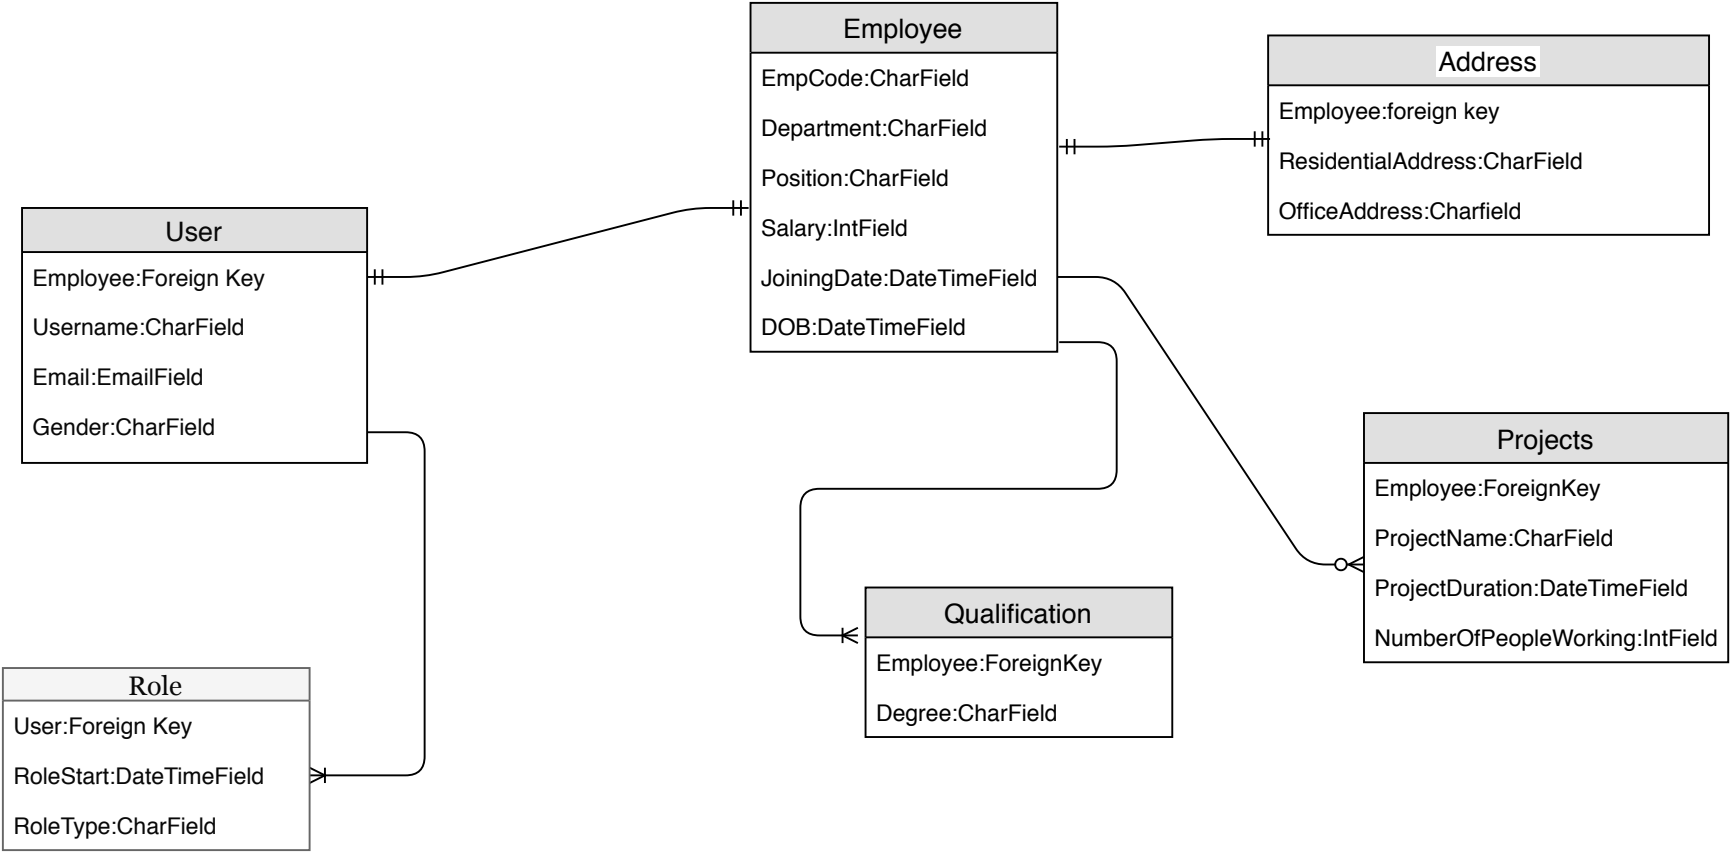 Employee
EmpCode:CharField
Department:CharField
Position:CharField
Salary:IntField
JoiningDate:DateTimeField
DOB:DateTimeField
Address
Employee:foreign key
ResidentialAddress:CharField
OfficeAddress:Charfield
User
Employee:Foreign Key
Username:CharField
Email:EmailField
Gender:CharField
Projects
Employee:ForeignKey
ProjectName:CharField
ProjectDuration:DateTimeField
NumberOfPeopleWorking:IntField
Qualification
Employee:ForeignKey
Degree:CharField
Role
User:Foreign Key
RoleStart:DateTimeField
RoleType:CharField